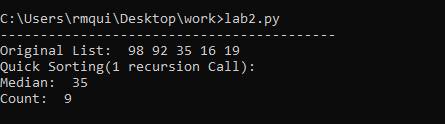 C:\Users\rmqui\Desktop\work>lab2.py
------------------------------------------
Original List:  98 92 35 16 19
Quick Sorting(1 recursion Call):
Median:  35
Count:  9